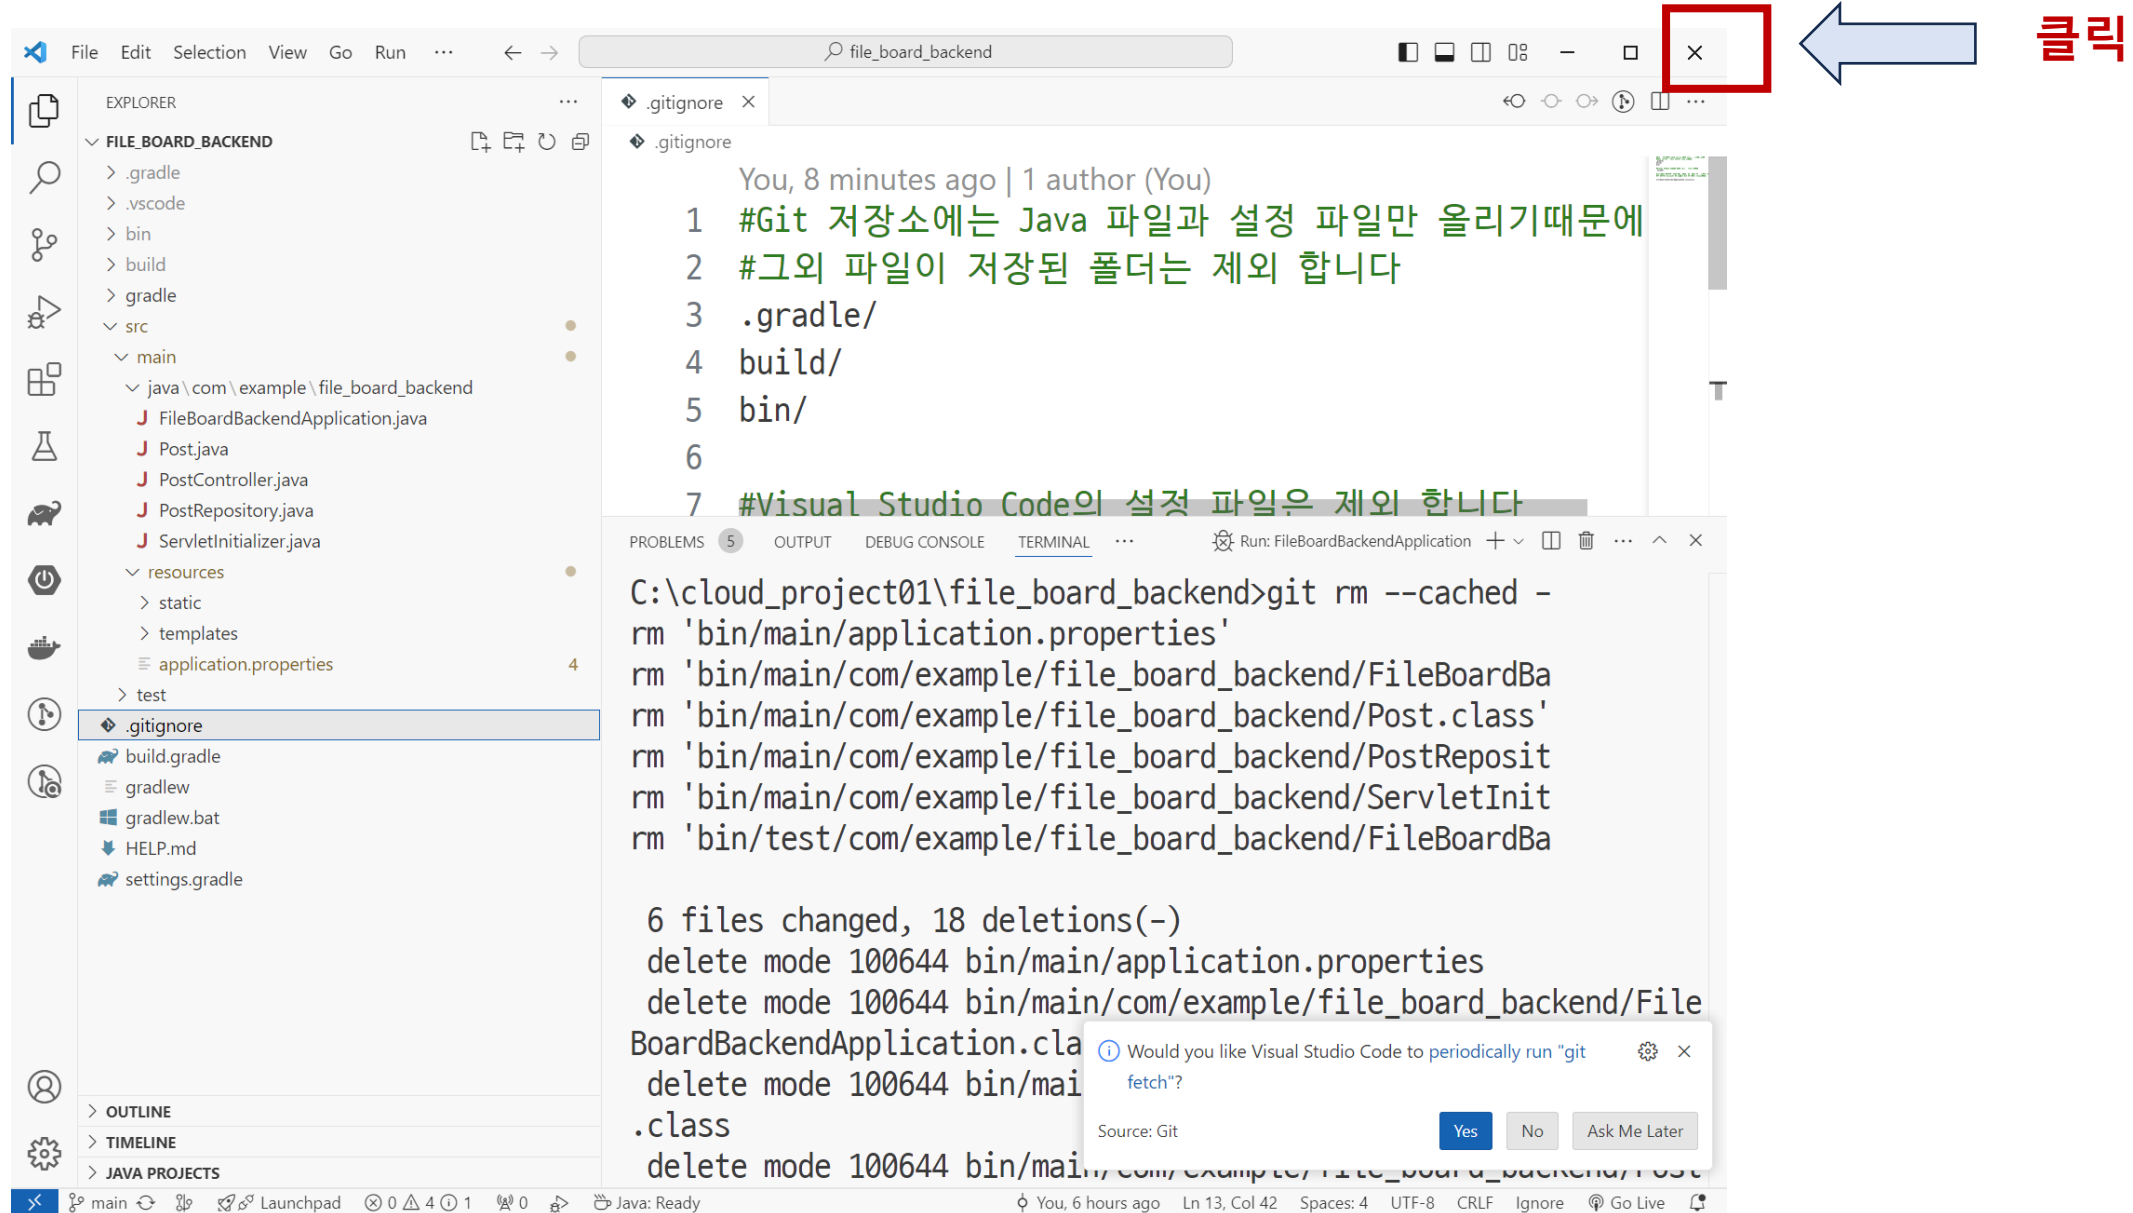 클릭
File Edit Selection View Go Run ··· file_board_backend
EXPLORER ···
FILE_BOARD_BACKEND
.gradle
.vscode
bin
build
gradle
src
main
java\com\example\file_board_backend
J FileBoardBackendApplication.java
J Post.java
J PostController.java
J PostRepository.java
J ServletInitializer.java
resources
static
templates
application.properties 4
test
.gitignore
build.gradle
gradlew
gradlew.bat
HELP.md
settings.gradle
OUTLINE
TIMELINE
JAVA PROJECTS
.gitignore
.gitignore
You, 8 minutes ago | 1 author (You)
1 #Git 저장소에는 Java 파일과 설정 파일만 올리기때문에
2 #그외 파일이 저장된 폴더는 제외 합니다
3 .gradle/
4 build/
5 bin/
6
7 #Visual Studio Code의 설정 파일은 제외 합니다
PROBLEMS 5 OUTPUT DEBUG CONSOLE TERMINAL ··· Run: FileBoardBackendApplication
C:\cloud_project01\file_board_backend>git rm --cached -
rm 'bin/main/application.properties'
rm 'bin/main/com/example/file_board_backend/FileBoardBa
rm 'bin/main/com/example/file_board_backend/Post.class'
rm 'bin/main/com/example/file_board_backend/PostReposit
rm 'bin/main/com/example/file_board_backend/ServletInit
rm 'bin/test/com/example/file_board_backend/FileBoardBa
6 files changed, 18 deletions(-)
delete mode 100644 bin/main/application.properties
delete mode 100644 bin/main/com/example/file_board_backend/File
BoardBackendApplication.cla
delete mode 100644 bin/mai
.class
delete mode 100644 bin/main/com/example/file_board_backend/Post
Would you like Visual Studio Code to periodically run "git
fetch"?
Source: Git Yes No Ask Me Later
main Launchpad 0 4 1 0 Java: Ready You, 6 hours ago Ln 13, Col 42 Spaces: 4 UTF-8 CRLF Ignore Go Live